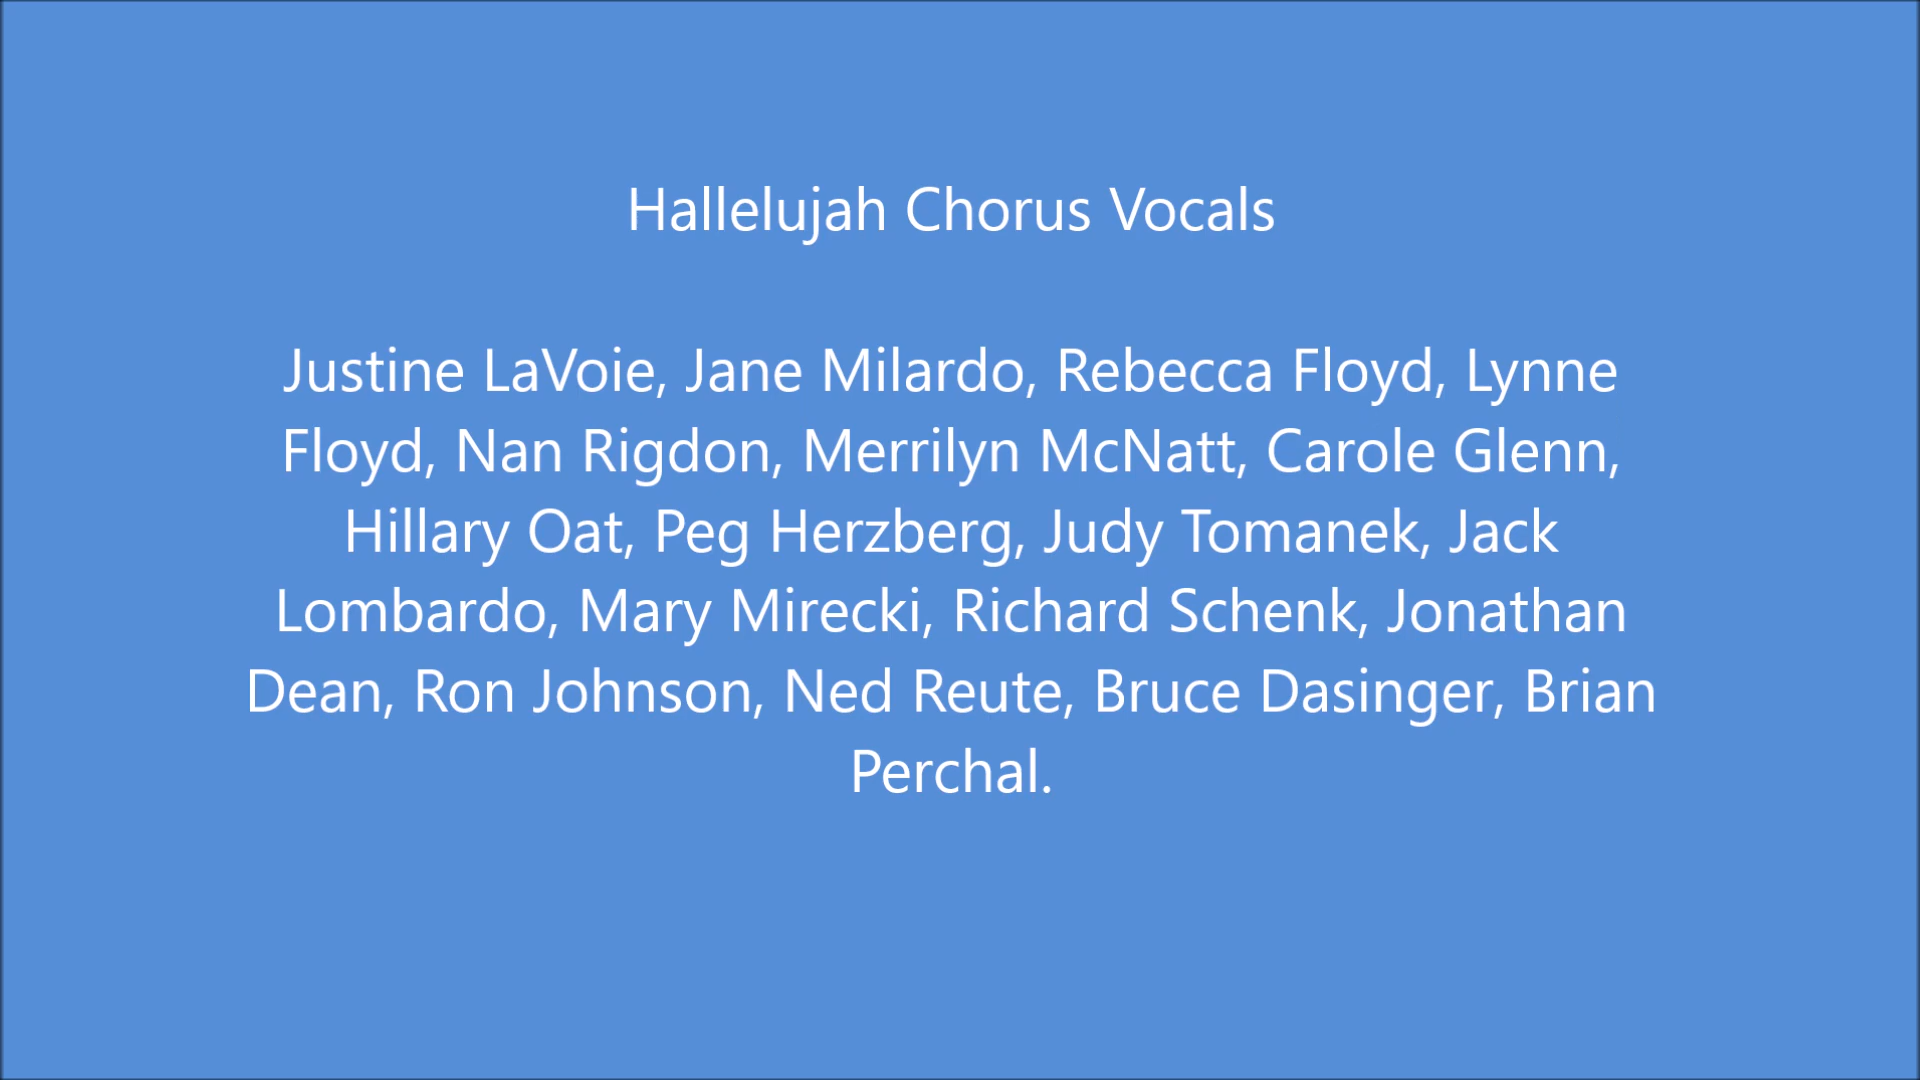 Hallelujah Chorus Vocals
Justine LaVoie, Jane Milardo, Rebecca Floyd, Lynne
Floyd, Nan Rigdon, Merrilyn McNatt, Carole Glenn,
Hillary Oat, Peg Herzberg, Judy Tomanek, Jack
Lombardo, Mary Mirecki, Richard Schenk, Jonathan
Dean, Ron Johnson, Ned Reute, Bruce Dasinger, Brian
Perchal.